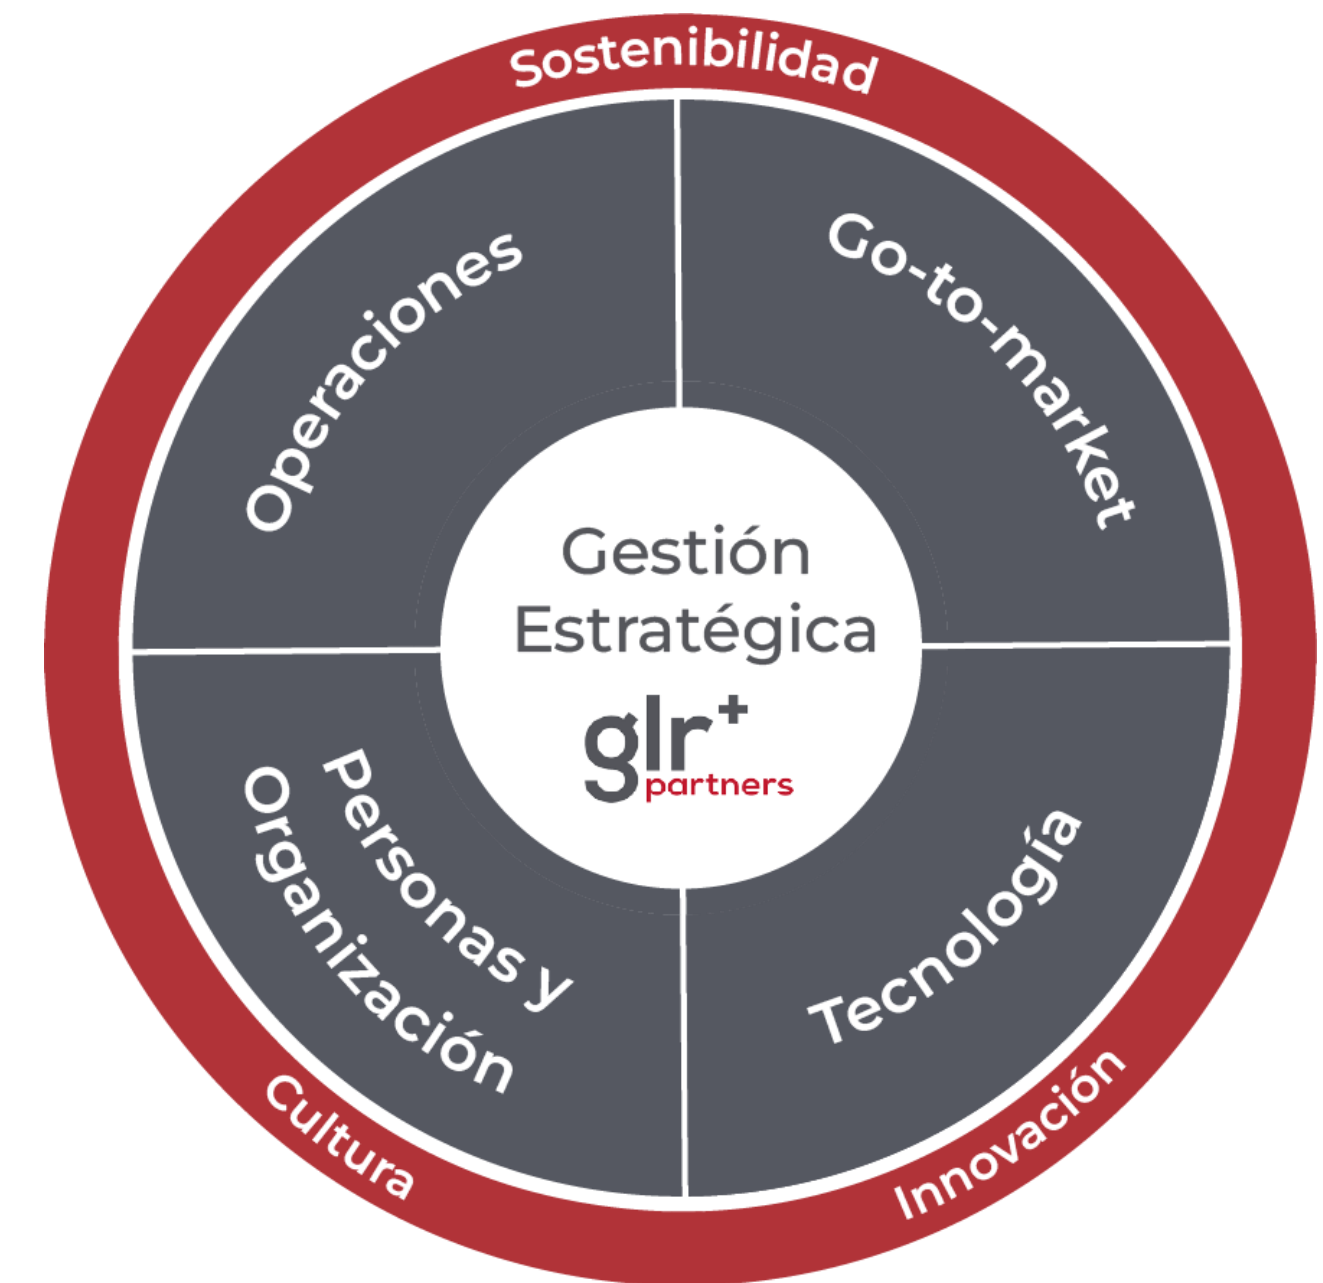 Sostenibilidad
Operaciones
Go-to-market
Gestión
Estratégica
glr+
partners
Personas y
Organización
Tecnología
Cultura
Innovación